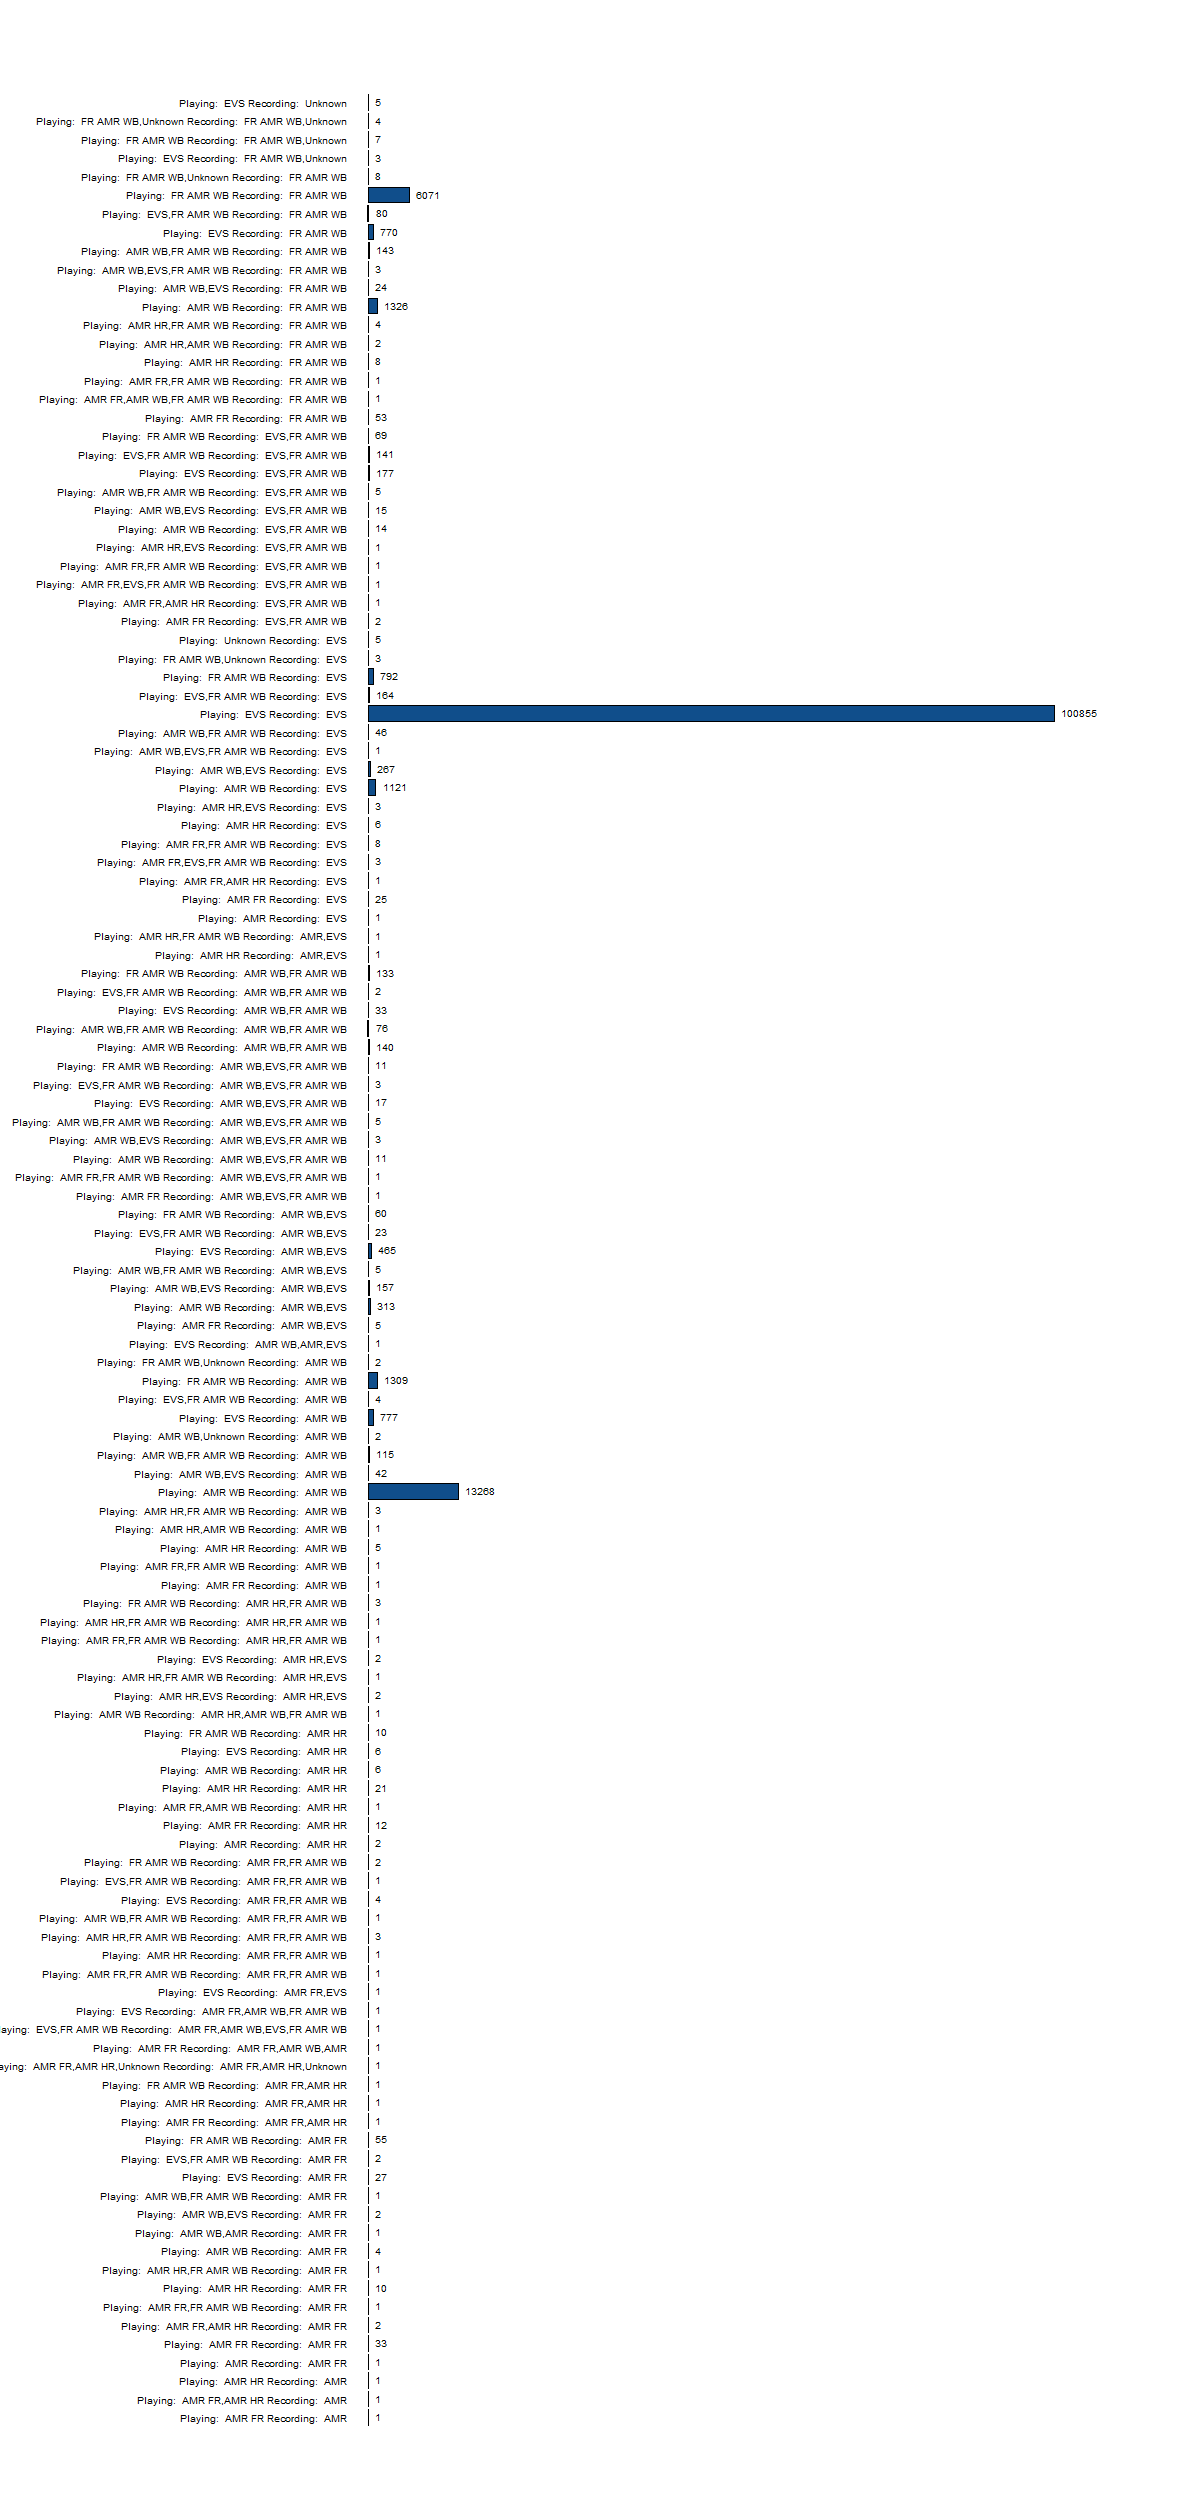 Playing: EVS Recording: Unknown 5
Playing: FR AMR WB,Unknown Recording: FR AMR WB,Unknown 4
Playing: FR AMR WB Recording: FR AMR WB,Unknown 7
Playing: EVS Recording: FR AMR WB,Unknown 3
Playing: FR AMR WB,Unknown Recording: FR AMR WB 8
Playing: FR AMR WB Recording: FR AMR WB 6071
Playing: EVS,FR AMR WB Recording: FR AMR WB 80
Playing: EVS Recording: FR AMR WB 770
Playing: AMR WB,FR AMR WB Recording: FR AMR WB 143
Playing: AMR WB,EVS,FR AMR WB Recording: FR AMR WB 3
Playing: AMR WB,EVS Recording: FR AMR WB 24
Playing: AMR WB Recording: FR AMR WB 1326
Playing: AMR HR,FR AMR WB Recording: FR AMR WB 4
Playing: AMR HR,AMR WB Recording: FR AMR WB 2
Playing: AMR HR Recording: FR AMR WB 8
Playing: AMR FR,FR AMR WB Recording: FR AMR WB 1
Playing: AMR FR,AMR WB,FR AMR WB Recording: FR AMR WB 1
Playing: AMR FR Recording: FR AMR WB 53
Playing: FR AMR WB Recording: EVS,FR AMR WB 69
Playing: EVS,FR AMR WB Recording: EVS,FR AMR WB 141
Playing: EVS Recording: EVS,FR AMR WB 177
Playing: AMR WB,FR AMR WB Recording: EVS,FR AMR WB 5
Playing: AMR WB,EVS Recording: EVS,FR AMR WB 15
Playing: AMR WB Recording: EVS,FR AMR WB 14
Playing: AMR HR,EVS Recording: EVS,FR AMR WB 1
Playing: AMR FR,FR AMR WB Recording: EVS,FR AMR WB 1
Playing: AMR FR,EVS,FR AMR WB Recording: EVS,FR AMR WB 1
Playing: AMR FR,AMR HR Recording: EVS,FR AMR WB 1
Playing: AMR FR Recording: EVS,FR AMR WB 2
Playing: Unknown Recording: EVS 5
Playing: FR AMR WB,Unknown Recording: EVS 3
Playing: FR AMR WB Recording: EVS 792
Playing: EVS,FR AMR WB Recording: EVS 164
Playing: EVS Recording: EVS 100855
Playing: AMR WB,FR AMR WB Recording: EVS 46
Playing: AMR WB,EVS,FR AMR WB Recording: EVS 1
Playing: AMR WB,EVS Recording: EVS 267
Playing: AMR WB Recording: EVS 1121
Playing: AMR HR,EVS Recording: EVS 3
Playing: AMR HR Recording: EVS 6
Playing: AMR FR,FR AMR WB Recording: EVS 8
Playing: AMR FR,EVS,FR AMR WB Recording: EVS 3
Playing: AMR FR,AMR HR Recording: EVS 1
Playing: AMR FR Recording: EVS 25
Playing: AMR Recording: EVS 1
Playing: AMR HR,FR AMR WB Recording: AMR,EVS 1
Playing: AMR HR Recording: AMR,EVS 1
Playing: FR AMR WB Recording: AMR WB,FR AMR WB 133
Playing: EVS,FR AMR WB Recording: AMR WB,FR AMR WB 2
Playing: EVS Recording: AMR WB,FR AMR WB 33
Playing: AMR WB,FR AMR WB Recording: AMR WB,FR AMR WB 76
Playing: AMR WB Recording: AMR WB,FR AMR WB 140
Playing: FR AMR WB Recording: AMR WB,EVS,FR AMR WB 11
Playing: EVS,FR AMR WB Recording: AMR WB,EVS,FR AMR WB 3
Playing: EVS Recording: AMR WB,EVS,FR AMR WB 17
Playing: AMR WB,FR AMR WB Recording: AMR WB,EVS,FR AMR WB 5
Playing: AMR WB,EVS Recording: AMR WB,EVS,FR AMR WB 3
Playing: AMR WB Recording: AMR WB,EVS,FR AMR WB 11
Playing: AMR FR,FR AMR WB Recording: AMR WB,EVS,FR AMR WB 1
Playing: AMR FR Recording: AMR WB,EVS,FR AMR WB 1
Playing: FR AMR WB Recording: AMR WB,EVS 60
Playing: EVS,FR AMR WB Recording: AMR WB,EVS 23
Playing: EVS Recording: AMR WB,EVS 465
Playing: AMR WB,FR AMR WB Recording: AMR WB,EVS 5
Playing: AMR WB,EVS Recording: AMR WB,EVS 157
Playing: AMR WB Recording: AMR WB,EVS 313
Playing: AMR FR Recording: AMR WB,EVS 5
Playing: EVS Recording: AMR WB,AMR,EVS 1
Playing: FR AMR WB,Unknown Recording: AMR WB 2
Playing: FR AMR WB Recording: AMR WB 1309
Playing: EVS,FR AMR WB Recording: AMR WB 4
Playing: EVS Recording: AMR WB 777
Playing: AMR WB,Unknown Recording: AMR WB 2
Playing: AMR WB,FR AMR WB Recording: AMR WB 115
Playing: AMR WB,EVS Recording: AMR WB 42
Playing: AMR WB Recording: AMR WB 13268
Playing: AMR HR,FR AMR WB Recording: AMR WB 3
Playing: AMR HR,AMR WB Recording: AMR WB 1
Playing: AMR HR Recording: AMR WB 5
Playing: AMR FR,FR AMR WB Recording: AMR WB 1
Playing: AMR FR Recording: AMR WB 1
Playing: FR AMR WB Recording: AMR HR,FR AMR WB 3
Playing: AMR HR,FR AMR WB Recording: AMR HR,FR AMR WB 1
Playing: AMR FR,FR AMR WB Recording: AMR HR,FR AMR WB 1
Playing: EVS Recording: AMR HR,EVS 2
Playing: AMR HR,FR AMR WB Recording: AMR HR,EVS 1
Playing: AMR HR,EVS Recording: AMR HR,EVS 2
Playing: AMR WB Recording: AMR HR,AMR WB,FR AMR WB 1
Playing: FR AMR WB Recording: AMR HR 10
Playing: EVS Recording: AMR HR 6
Playing: AMR WB Recording: AMR HR 6
Playing: AMR HR Recording: AMR HR 21
Playing: AMR FR,AMR WB Recording: AMR HR 1
Playing: AMR FR Recording: AMR HR 12
Playing: AMR Recording: AMR HR 2
Playing: FR AMR WB Recording: AMR FR,FR AMR WB 2
Playing: EVS,FR AMR WB Recording: AMR FR,FR AMR WB 1
Playing: EVS Recording: AMR FR,FR AMR WB 4
Playing: AMR WB,FR AMR WB Recording: AMR FR,FR AMR WB 1
Playing: AMR HR,FR AMR WB Recording: AMR FR,FR AMR WB 3
Playing: AMR HR Recording: AMR FR,FR AMR WB 1
Playing: AMR FR,FR AMR WB Recording: AMR FR,FR AMR WB 1
Playing: EVS Recording: AMR FR,EVS 1
Playing: EVS Recording: AMR FR,AMR WB,FR AMR WB 1
laying: EVS,FR AMR WB Recording: AMR FR,AMR WB,EVS,FR AMR WB 1
Playing: AMR FR Recording: AMR FR,AMR WB,AMR 1
aying: AMR FR,AMR HR,Unknown Recording: AMR FR,AMR HR,Unknown 1
Playing: FR AMR WB Recording: AMR FR,AMR HR 1
Playing: AMR HR Recording: AMR FR,AMR HR 1
Playing: AMR FR Recording: AMR FR,AMR HR 1
Playing: FR AMR WB Recording: AMR FR 55
Playing: EVS,FR AMR WB Recording: AMR FR 2
Playing: EVS Recording: AMR FR 27
Playing: AMR WB,FR AMR WB Recording: AMR FR 1
Playing: AMR WB,EVS Recording: AMR FR 2
Playing: AMR WB,AMR Recording: AMR FR 1
Playing: AMR WB Recording: AMR FR 4
Playing: AMR HR,FR AMR WB Recording: AMR FR 1
Playing: AMR HR Recording: AMR FR 10
Playing: AMR FR,FR AMR WB Recording: AMR FR 1
Playing: AMR FR,AMR HR Recording: AMR FR 2
Playing: AMR FR Recording: AMR FR 33
Playing: AMR Recording: AMR FR 1
Playing: AMR HR Recording: AMR 1
Playing: AMR FR,AMR HR Recording: AMR 1
Playing: AMR FR Recording: AMR 1